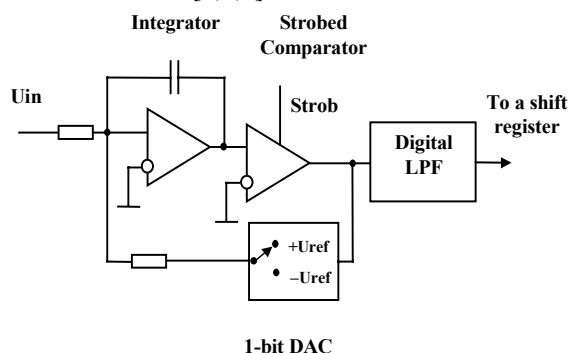 Integrator
Strobed
Comparator
Uin
Strob
To a shift
register
Digital
LPF
+Uref
−Uref
1-bit DAC